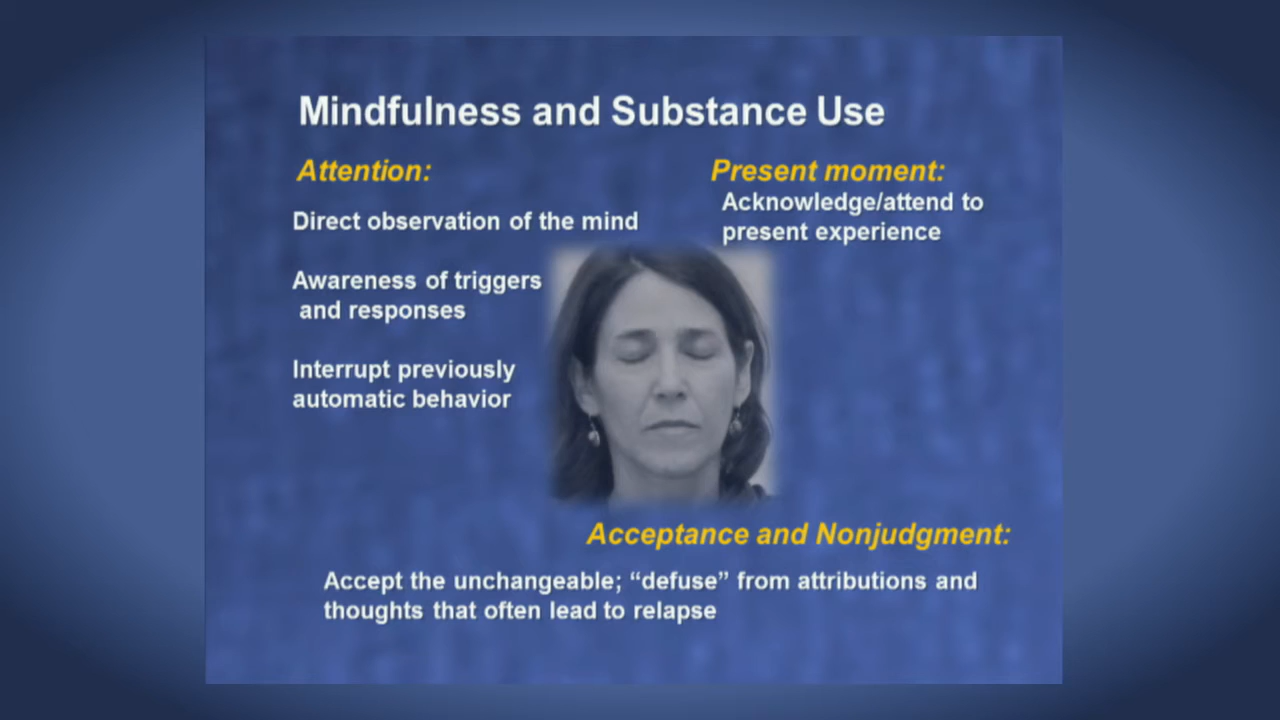 Mindfulness and Substance Use
Attention:
Direct observation of the mind
Awareness of triggers
and responses
Interrupt previously
automatic behavior
Present moment:
Acknowledge/attend to
present experience
Acceptance and Nonjudgment:
Accept the unchangeable; “defuse” from attributions and
thoughts that often lead to relapse